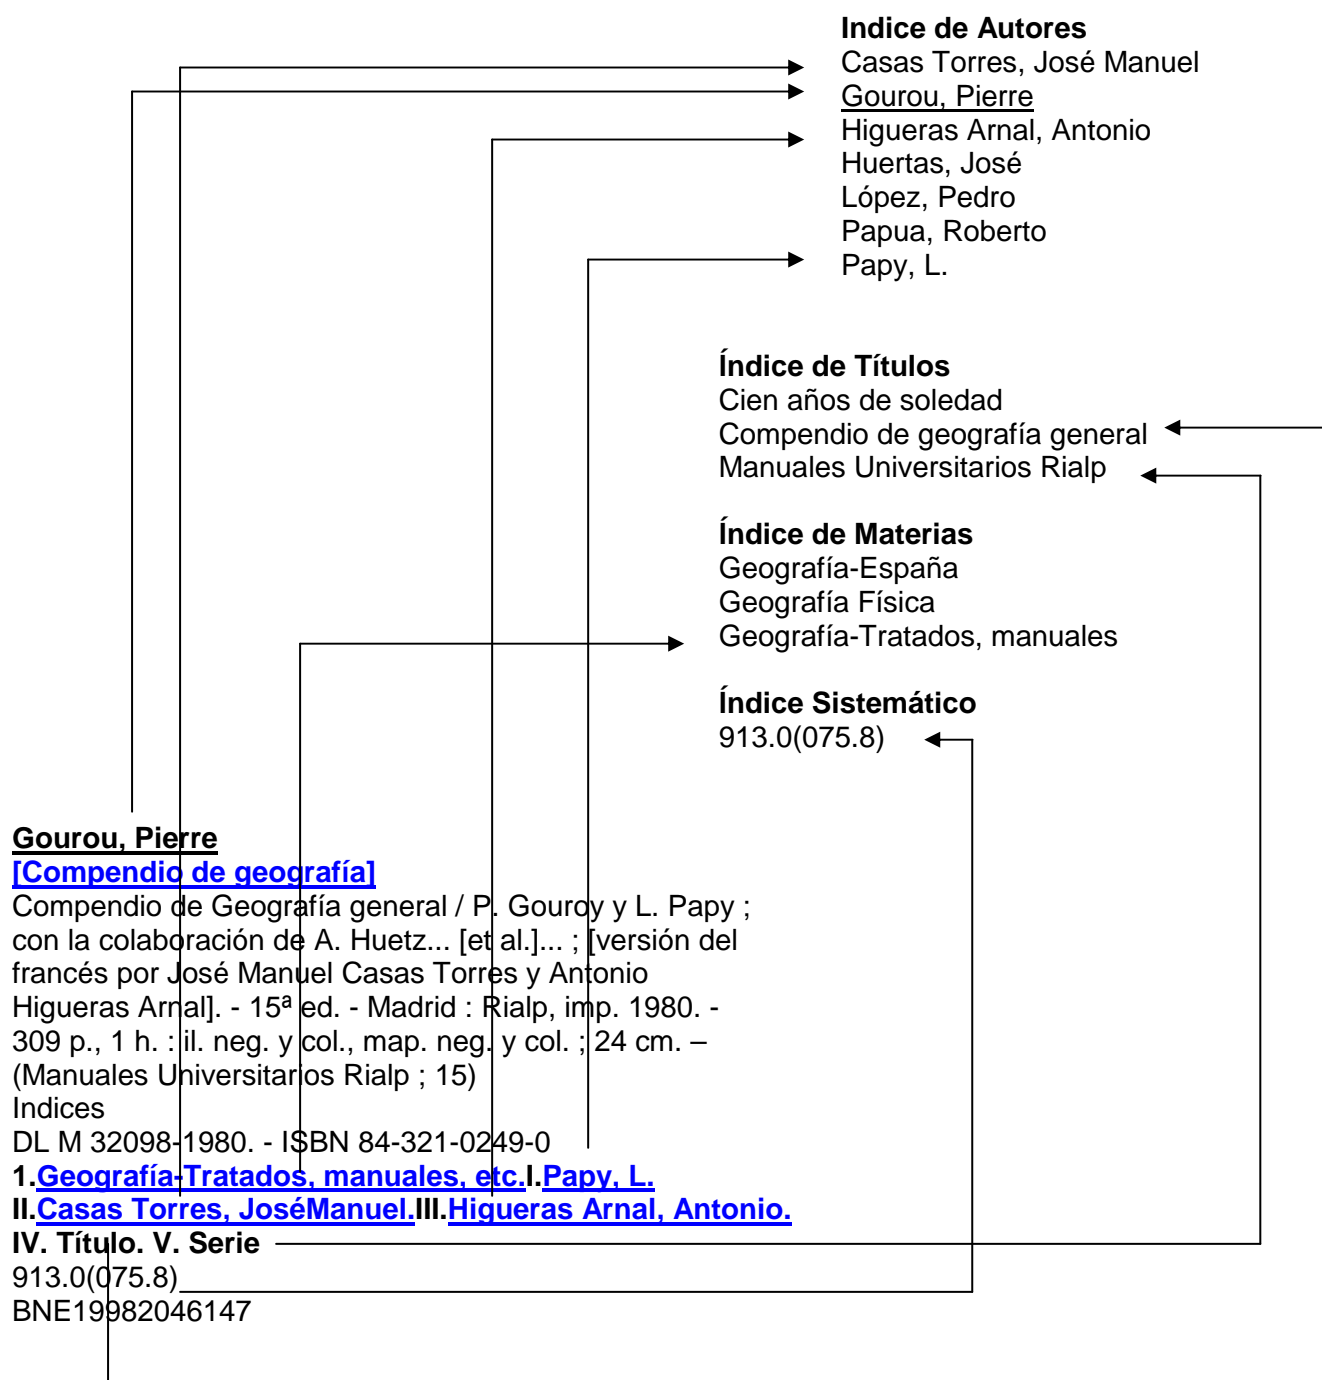 Indice de Autores
Casas Torres, José Manuel
Gourou, Pierre
Higueras Arnal, Antonio
Huertas, José
López, Pedro
Papua, Roberto
Papy, L.
Índice de Títulos
Cien años de soledad
Compendio de geografía general
Manuales Universitarios Rialp
Índice de Materias
Geografía-España
Geografía Física
Geografía-Tratados, manuales
Índice Sistemático
913.0(075.8)
Gourou, Pierre
[Compendio de geografía]
Compendio de Geografía general / P. Gouroy y L. Papy ;
con la colaboración de A. Huetz... [et al.]... ; [versión del
francés por José Manuel Casas Torres y Antonio
Higueras Arnal]. - 15ª ed. - Madrid : Rialp, imp. 1980. -
309 p., 1 h. : il. neg. y col., map. neg. y col. ; 24 cm. –
(Manuales Universitarios Rialp ; 15)
Indices
DL M 32098-1980. - ISBN 84-321-0249-0
1.Geografía-Tratados, manuales, etc.I.Papy, L.
II.Casas Torres, JoséManuel.III.Higueras Arnal, Antonio.
IV. Título. V. Serie
913.0(075.8)
BNE19982046147